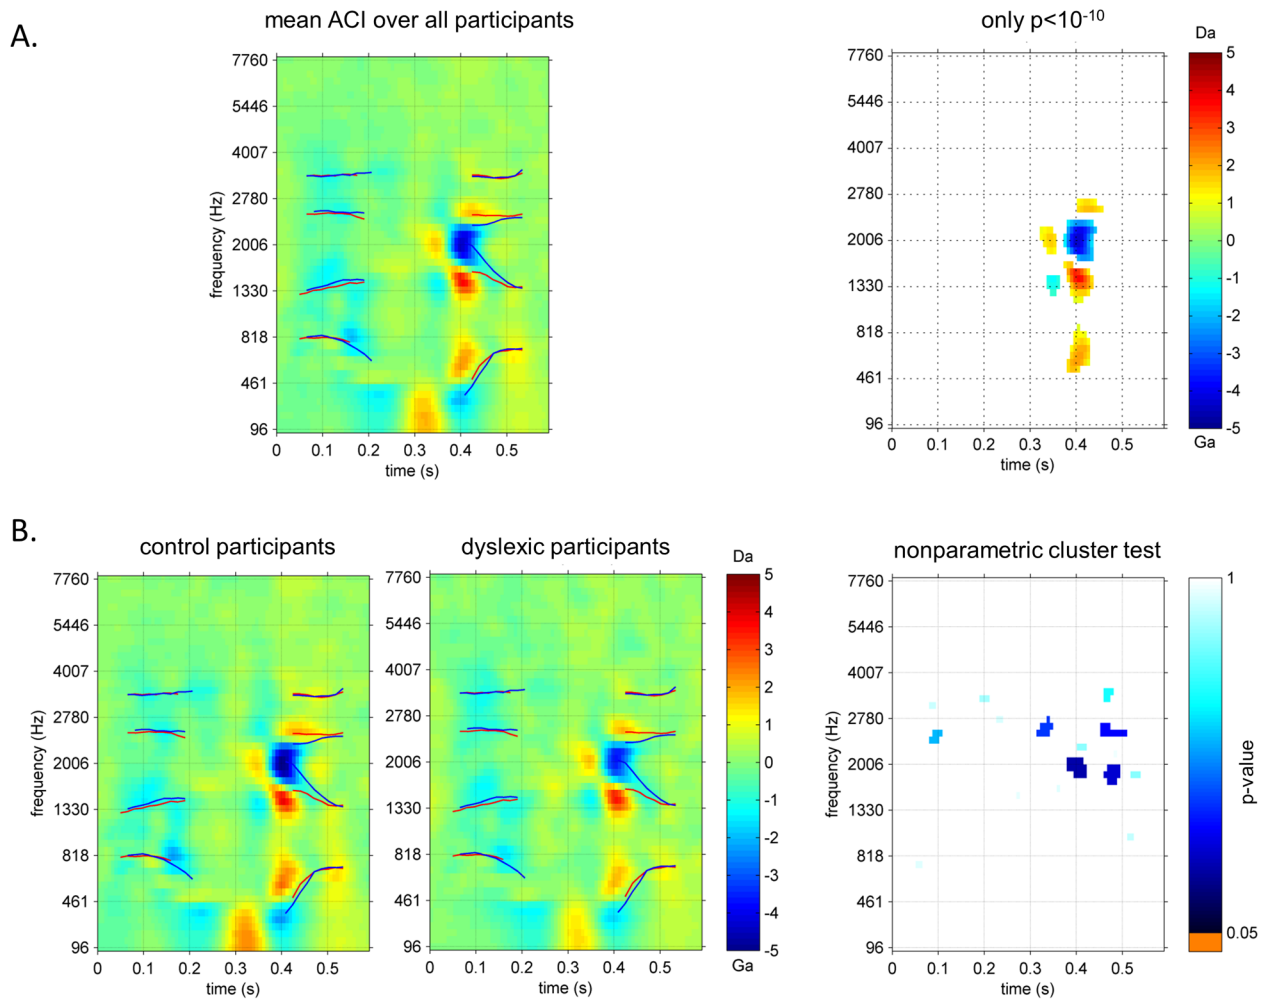 A.
mean ACI over all participants
7760
5446
4007
2780
2006
1330
818
461
96
frequency (Hz)
0 0.1 0.2 0.3 0.4 0.5
time (s)
only p<10-10
7760
5446
4007
2780
2006
1330
818
461
96
0 0.1 0.2 0.3 0.4 0.5
time (s)
Da
5
4
3
2
1
0
-1
-2
-3
-4
-5
Ga
B.
control participants
7760
5446
4007
2780
2006
1330
818
461
96
frequency (Hz)
0 0.1 0.2 0.3 0.4 0.5
time (s)
dyslexic participants
7760
5446
4007
2780
2006
1330
818
461
96
0 0.1 0.2 0.3 0.4 0.5
time (s)
Da
5
4
3
2
1
0
-1
-2
-3
-4
-5
Ga
nonparametric cluster test
7760
5446
4007
2780
2006
1330
818
461
96
frequency (Hz)
0 0.1 0.2 0.3 0.4 0.5
time (s)
1
p-value
0.05